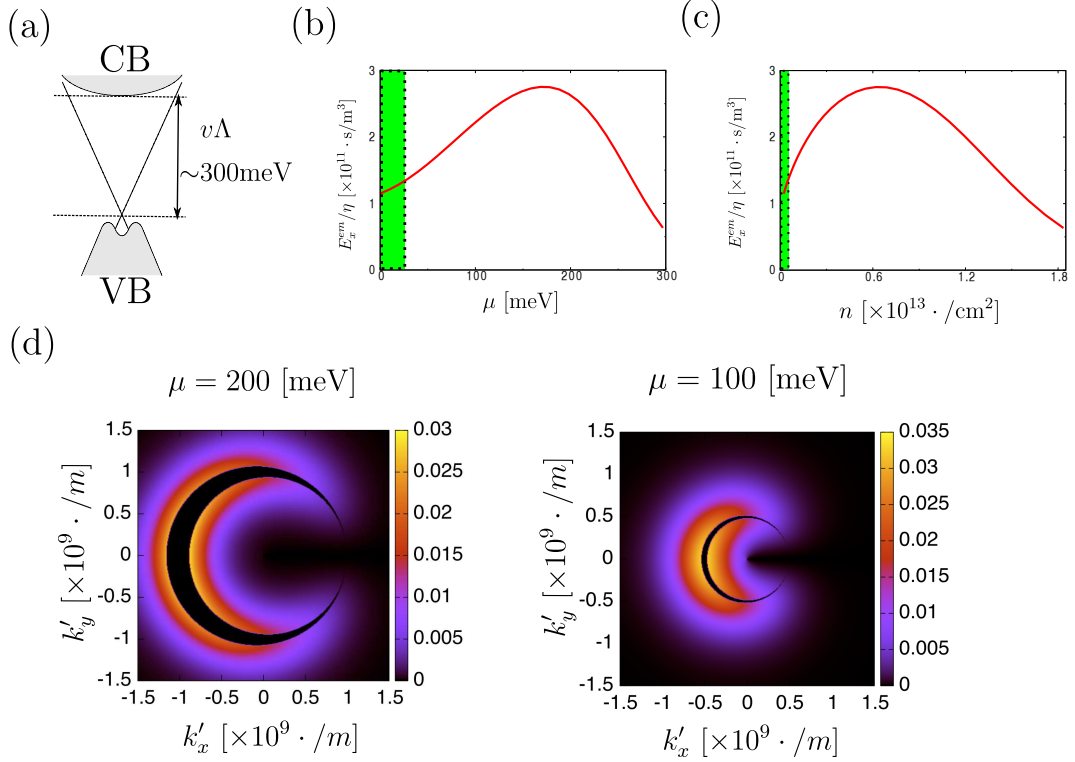 (a)
CB
vΛ
~300meV
VB
(b)
E_x^{em}/η [×10^{11} · s/m^3]
3
2
1
0
0 100 200 300
μ [meV]
(c)
E_x^{em}/η [×10^{11} · s/m^3]
3
2
1
0
0 0.6 1.2 1.8
n [×10^{13} · /cm^2]
(d)
μ = 200 [meV]
k'_y [×10^9 · /m]
1.5
1
0.5
0
-0.5
-1
-1.5
-1.5 -1 -0.5 0 0.5 1 1.5
k'_x [×10^9 · /m]
0.03
0.025
0.02
0.015
0.01
0.005
0
μ = 100 [meV]
k'_y [×10^9 · /m]
1.5
1
0.5
0
-0.5
-1
-1.5
-1.5 -1 -0.5 0 0.5 1 1.5
k'_x [×10^9 · /m]
0.035
0.03
0.025
0.02
0.015
0.01
0.005
0